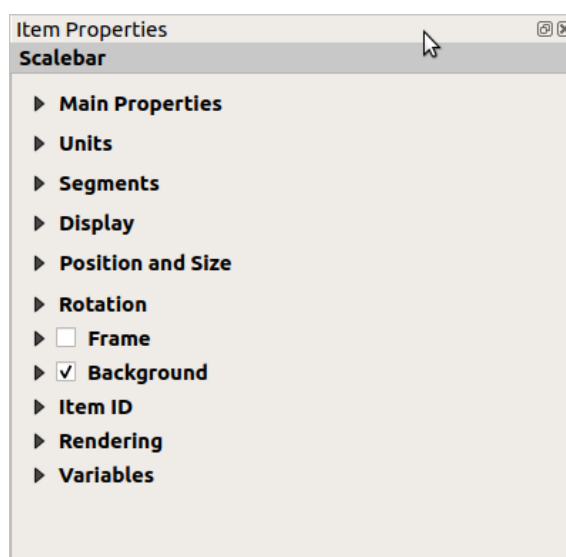 Item Properties
Scalebar
Main Properties
Units
Segments
Display
Position and Size
Rotation
Frame
Background
Item ID
Rendering
Variables